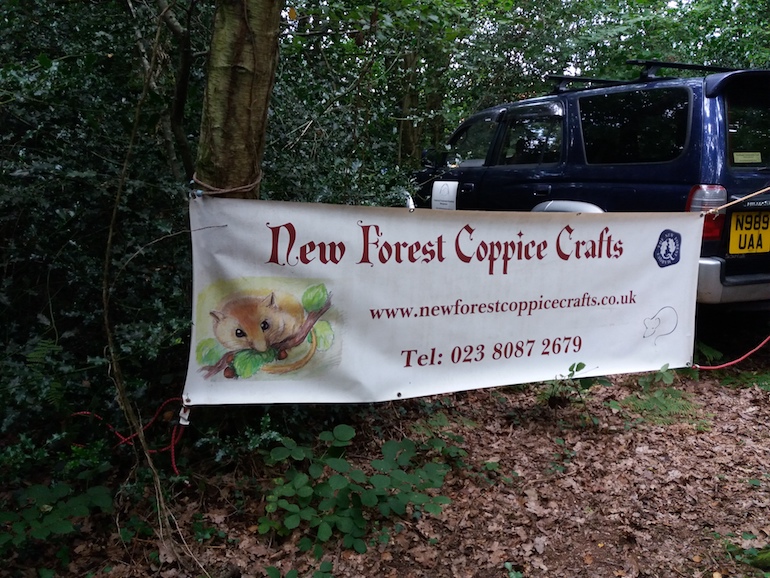 New Forest Coppice Crafts
www.newforestcoppicecrafts.co.uk
Tel: 023 8087 2679
N989
UAA